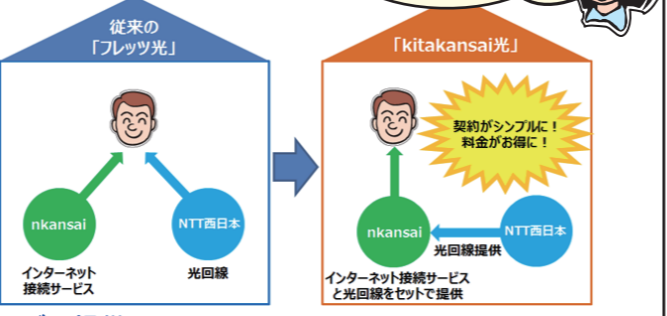 従来の
「フレッツ光」
nkansai
NTT西日本
インターネット
接続サービス
光回線
「kitakansai光」
契約がシンプルに！
料金がお得に！
nkansai
NTT西日本
光回線提供
インターネット接続サービス
と光回線をセットで提供